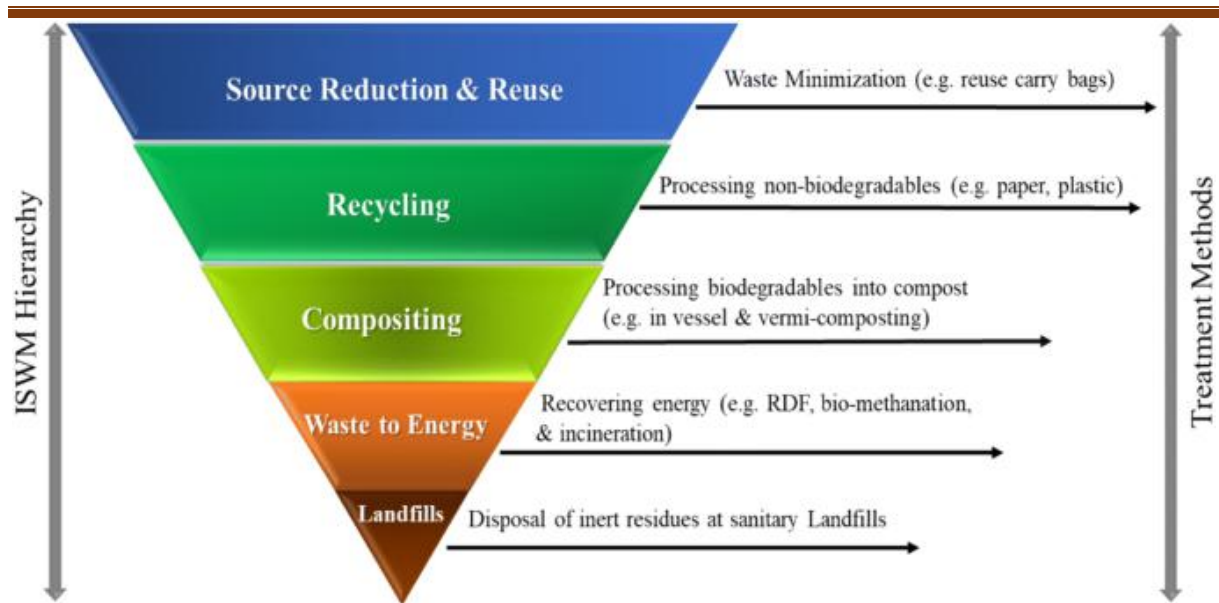 Source Reduction & Reuse
Waste Minimization (e.g. reuse carry bags)
Recycling
Processing non-biodegradables (e.g. paper, plastic)
Compositing
Processing biodegradables into compost
(e.g. in vessel & vermi-composting)
Waste to Energy
Recovering energy (e.g. RDF, bio-methanation,
& incineration)
Landfills
Disposal of inert residues at sanitary Landfills
ISWM Hierarchy
Treatment Methods